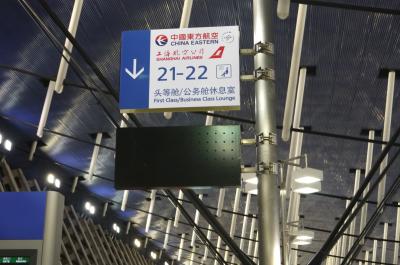 中國東方航空
CHINA EASTERN
上海航空公司
SHANGHAI AIRLINES
21-22
头等舱/公务舱休息室
First Class/Business Class Lounge